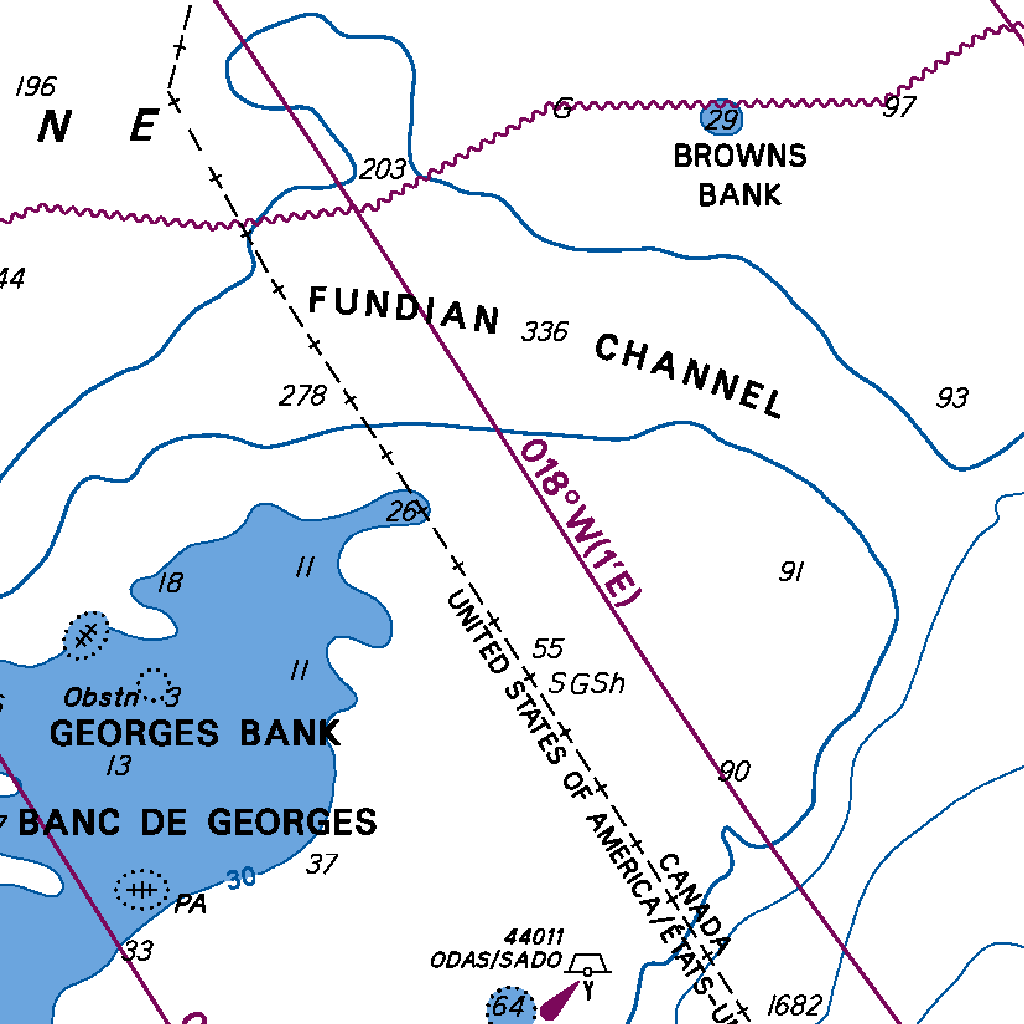 196
N E
G
29
97
BROWNS
BANK
203
44
FUNDIAN CHANNEL
336
278
93
018°W(1'E)
26
11
18
91
UNITED STATES OF AMERICA/ÉTATS-U
CANADA
55
SGSh
11
Obstn 3
GEORGES BANK
13
90
BANC DE GEORGES
7
37
30
PA
33
44011
ODAS/SADO
64
1682